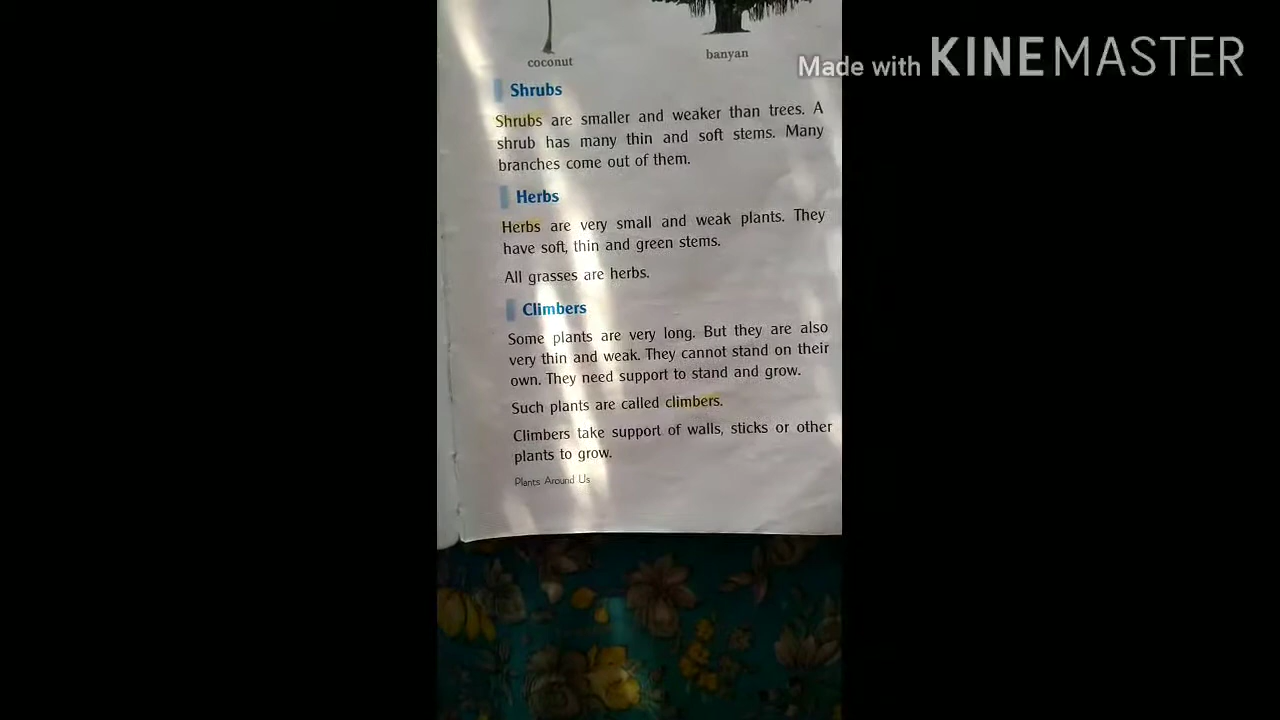 coconut
banyan
Made with KINEMASTER
Shrubs
Shrubs are smaller and weaker than trees. A
shrub has many thin and soft stems. Many
branches come out of them.
Herbs
Herbs are very small and weak plants. They
have soft, thin and green stems.
All grasses are herbs.
Climbers
Some plants are very long. But they are also
very thin and weak. They cannot stand on their
own. They need support to stand and grow.
Such plants are called climbers.
Climbers take support of walls, sticks or other
plants to grow.
Plants Around Us